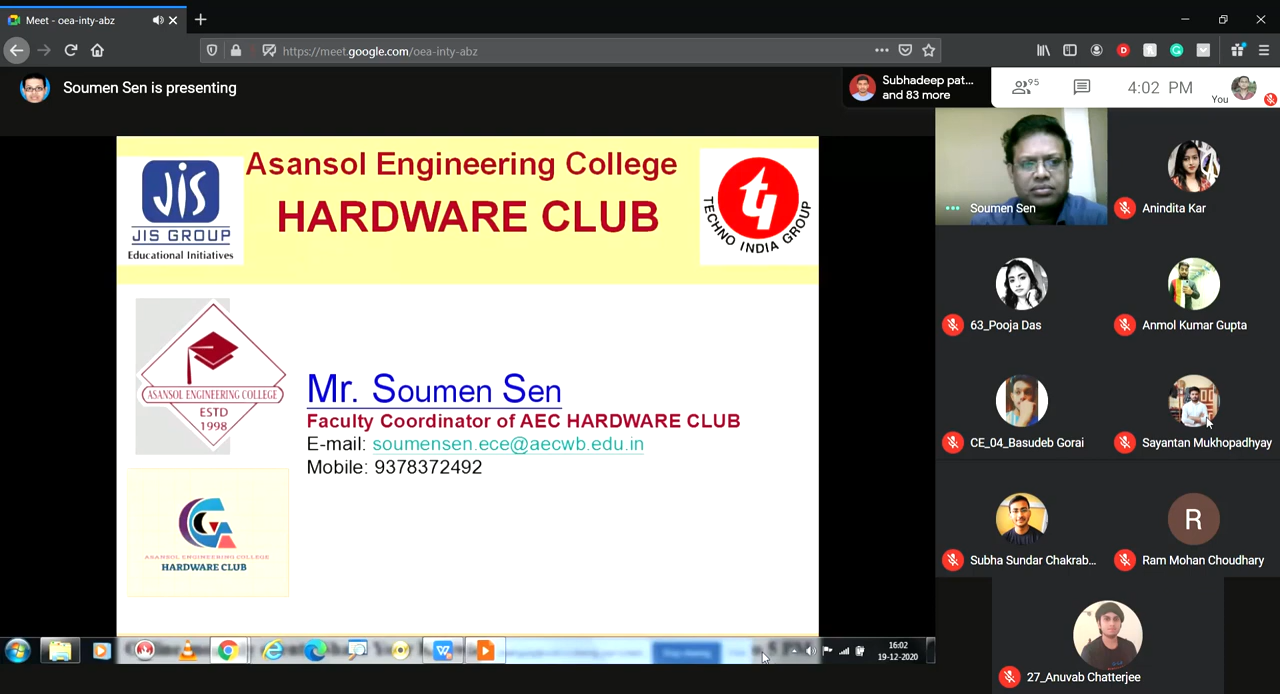 Meet - oea-inty-abz
https://meet.google.com/oea-inty-abz
Soumen Sen is presenting
Subhadeep pat...
and 83 more
95
4:02 PM
You
Asansol Engineering College
HARDWARE CLUB
JIS
JIS GROUP
Educational Initiatives
TECHNO INDIA GROUP
ASANSOL ENGINEERING COLLEGE
ESTD
1998
Mr. Soumen Sen
Faculty Coordinator of AEC HARDWARE CLUB
E-mail: soumensen.ece@aecwb.edu.in
Mobile: 9378372492
ASANSOL ENGINEERING COLLEGE
HARDWARE CLUB
Soumen Sen
Anindita Kar
63_Pooja Das
Anmol Kumar Gupta
CE_04_Basudeb Gorai
Sayantan Mukhopadhyay
Subha Sundar Chakrab...
R
Ram Mohan Choudhary
27_Anuvab Chatterjee
16:02
19-12-2020